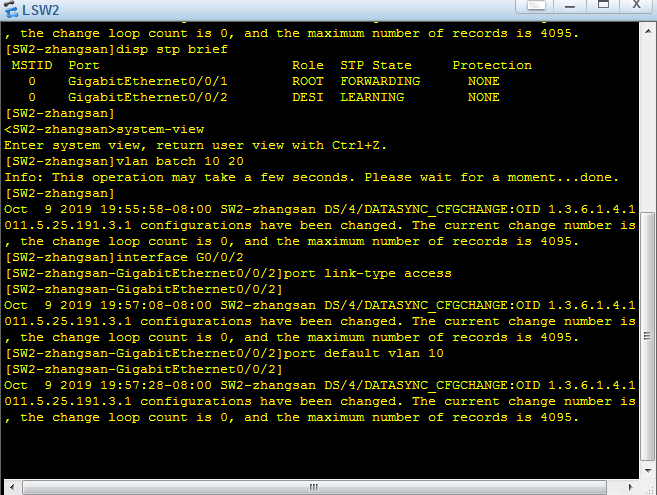 LSW2
, the change loop count is 0, and the maximum number of records is 4095.
[SW2-zhangsan]disp stp brief
 MSTID  Port                        Role  STP State     Protection
   0    GigabitEthernet0/0/1        ROOT  FORWARDING      NONE
   0    GigabitEthernet0/0/2        DESI  LEARNING        NONE
[SW2-zhangsan]
<SW2-zhangsan>system-view
Enter system view, return user view with Ctrl+Z.
[SW2-zhangsan]vlan batch 10 20
Info: This operation may take a few seconds. Please wait for a moment...done.
[SW2-zhangsan]
Oct  9 2019 19:55:58-08:00 SW2-zhangsan DS/4/DATASYNC_CFGCHANGE:OID 1.3.6.1.4.1
011.5.25.191.3.1 configurations have been changed. The current change number is
, the change loop count is 0, and the maximum number of records is 4095.
[SW2-zhangsan]interface G0/0/2
[SW2-zhangsan-GigabitEthernet0/0/2]port link-type access
[SW2-zhangsan-GigabitEthernet0/0/2]
Oct  9 2019 19:57:08-08:00 SW2-zhangsan DS/4/DATASYNC_CFGCHANGE:OID 1.3.6.1.4.1
011.5.25.191.3.1 configurations have been changed. The current change number is
, the change loop count is 0, and the maximum number of records is 4095.
[SW2-zhangsan-GigabitEthernet0/0/2]port default vlan 10
[SW2-zhangsan-GigabitEthernet0/0/2]
Oct  9 2019 19:57:28-08:00 SW2-zhangsan DS/4/DATASYNC_CFGCHANGE:OID 1.3.6.1.4.1
011.5.25.191.3.1 configurations have been changed. The current change number is
, the change loop count is 0, and the maximum number of records is 4095.